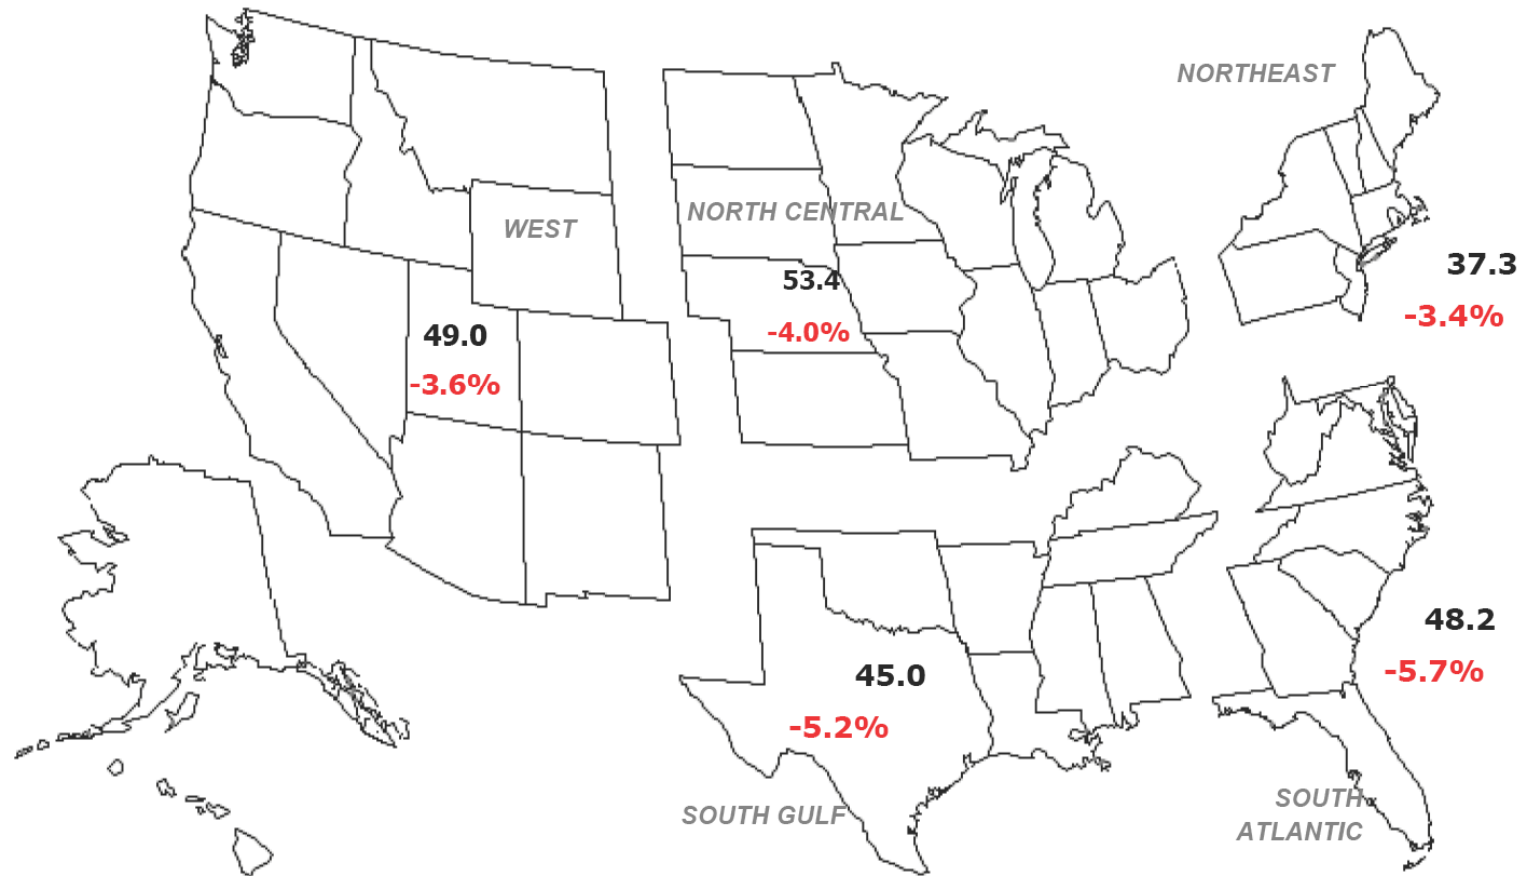 NORTHEAST
37.3
-3.4%
WEST
49.0
-3.6%
NORTH CENTRAL
53.4
-4.0%
SOUTH GULF
45.0
-5.2%
SOUTH
ATLANTIC
48.2
-5.7%